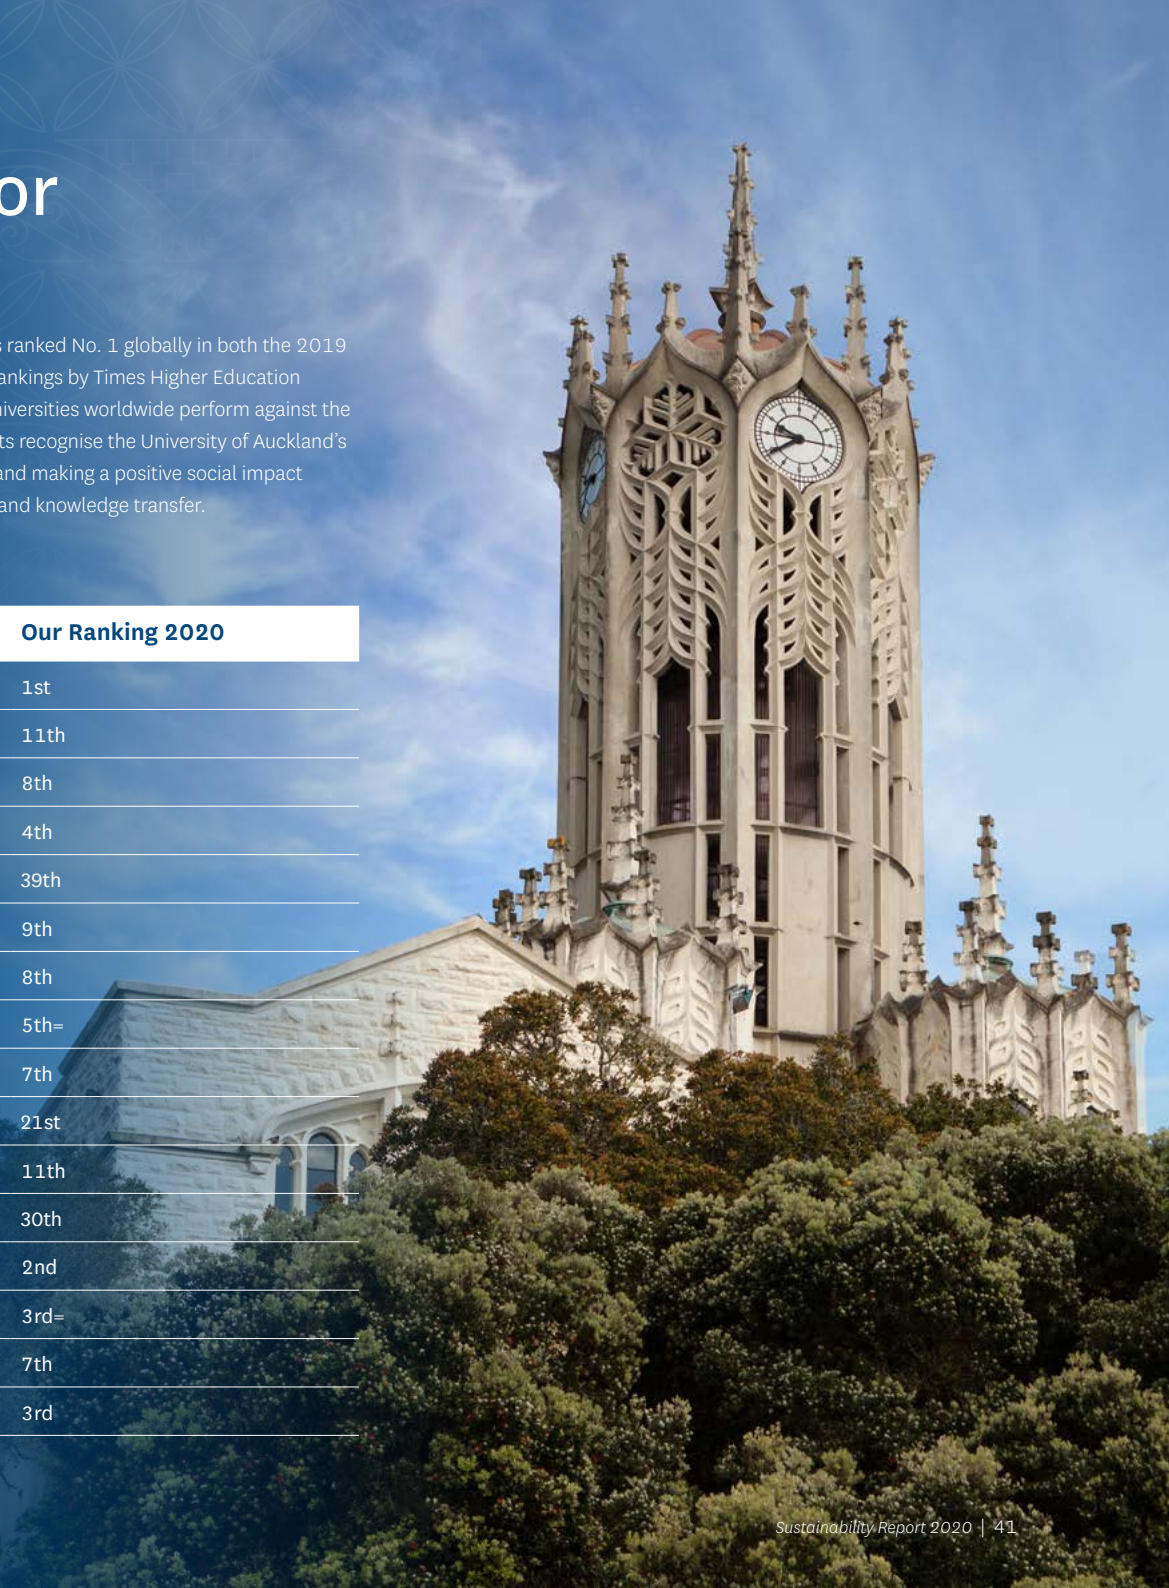 or
s ranked No. 1 globally in both the 2019
ankings by Times Higher Education
niversities worldwide perform against the
ts recognise the University of Auckland's
and making a positive social impact
and knowledge transfer.
Our Ranking 2020
1st
11th
8th
4th
39th
9th
8th
5th=
7th
21st
11th
30th
2nd
3rd=
7th
3rd
Sustainability Report 2020 | 41